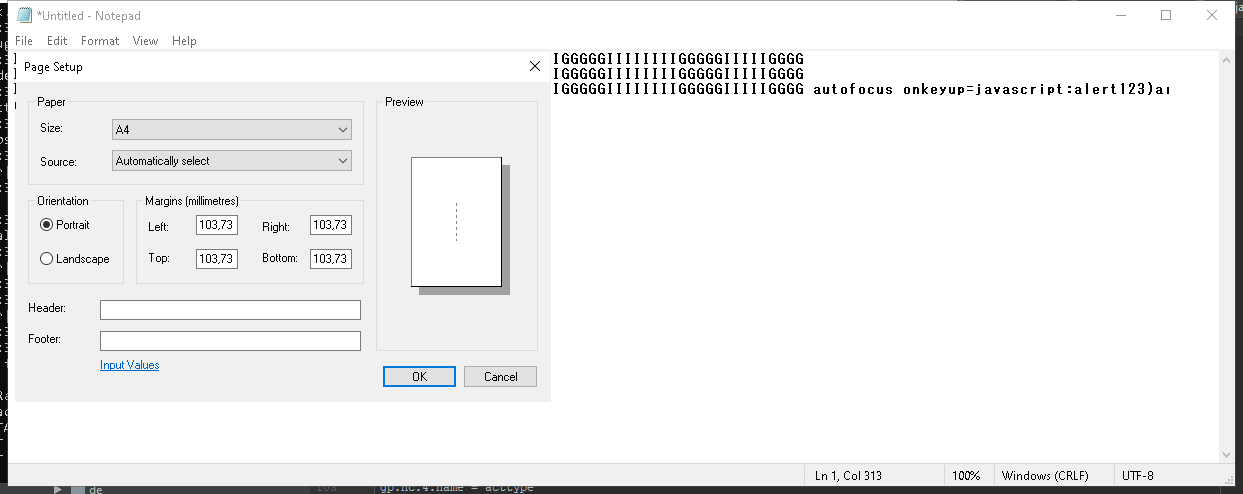 *Untitled - Notepad
File Edit Format View Help
IGGGGGIIIIIIIIGGGGGIIIIIGGGG
IGGGGGIIIIIIIIGGGGGIIIIIGGGG
IGGGGGIIIIIIIIGGGGGIIIIIGGGG autofocus onkeyup=javascript:alert123)ar
Page Setup
Paper
Size: A4
Source: Automatically select
Orientation
Portrait
Landscape
Margins (millimetres)
Left: 103,73 Right: 103,73
Top: 103,73 Bottom: 103,73
Header:
Footer:
Input Values
Preview
OK Cancel
Ln 1, Col 313 100% Windows (CRLF) UTF-8
de
gp.nc.4.name = acttype